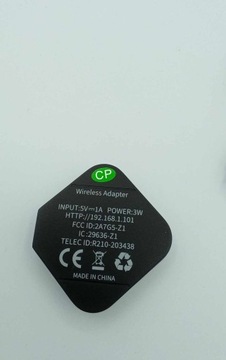 CP
Wireless Adapter
INPUT:5V⎓1A POWER:3W
HTTP://192.168.1.101
FCC ID:2A7G5-Z1
IC:29636-Z1
TELEC ID:R210-203438
CE
MADE IN CHINA